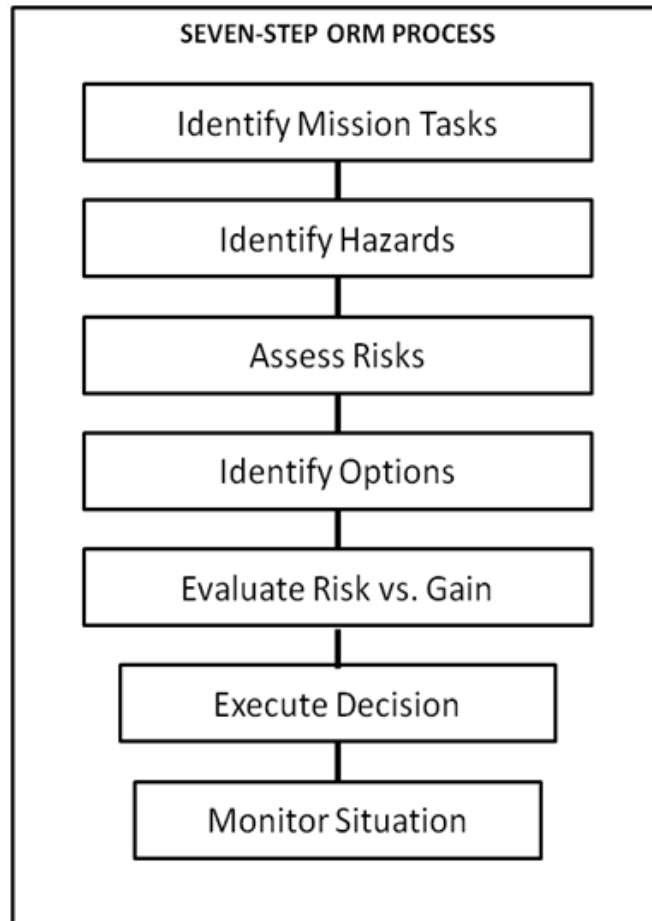 SEVEN-STEP ORM PROCESS
Identify Mission Tasks
Identify Hazards
Assess Risks
Identify Options
Evaluate Risk vs. Gain
Execute Decision
Monitor Situation